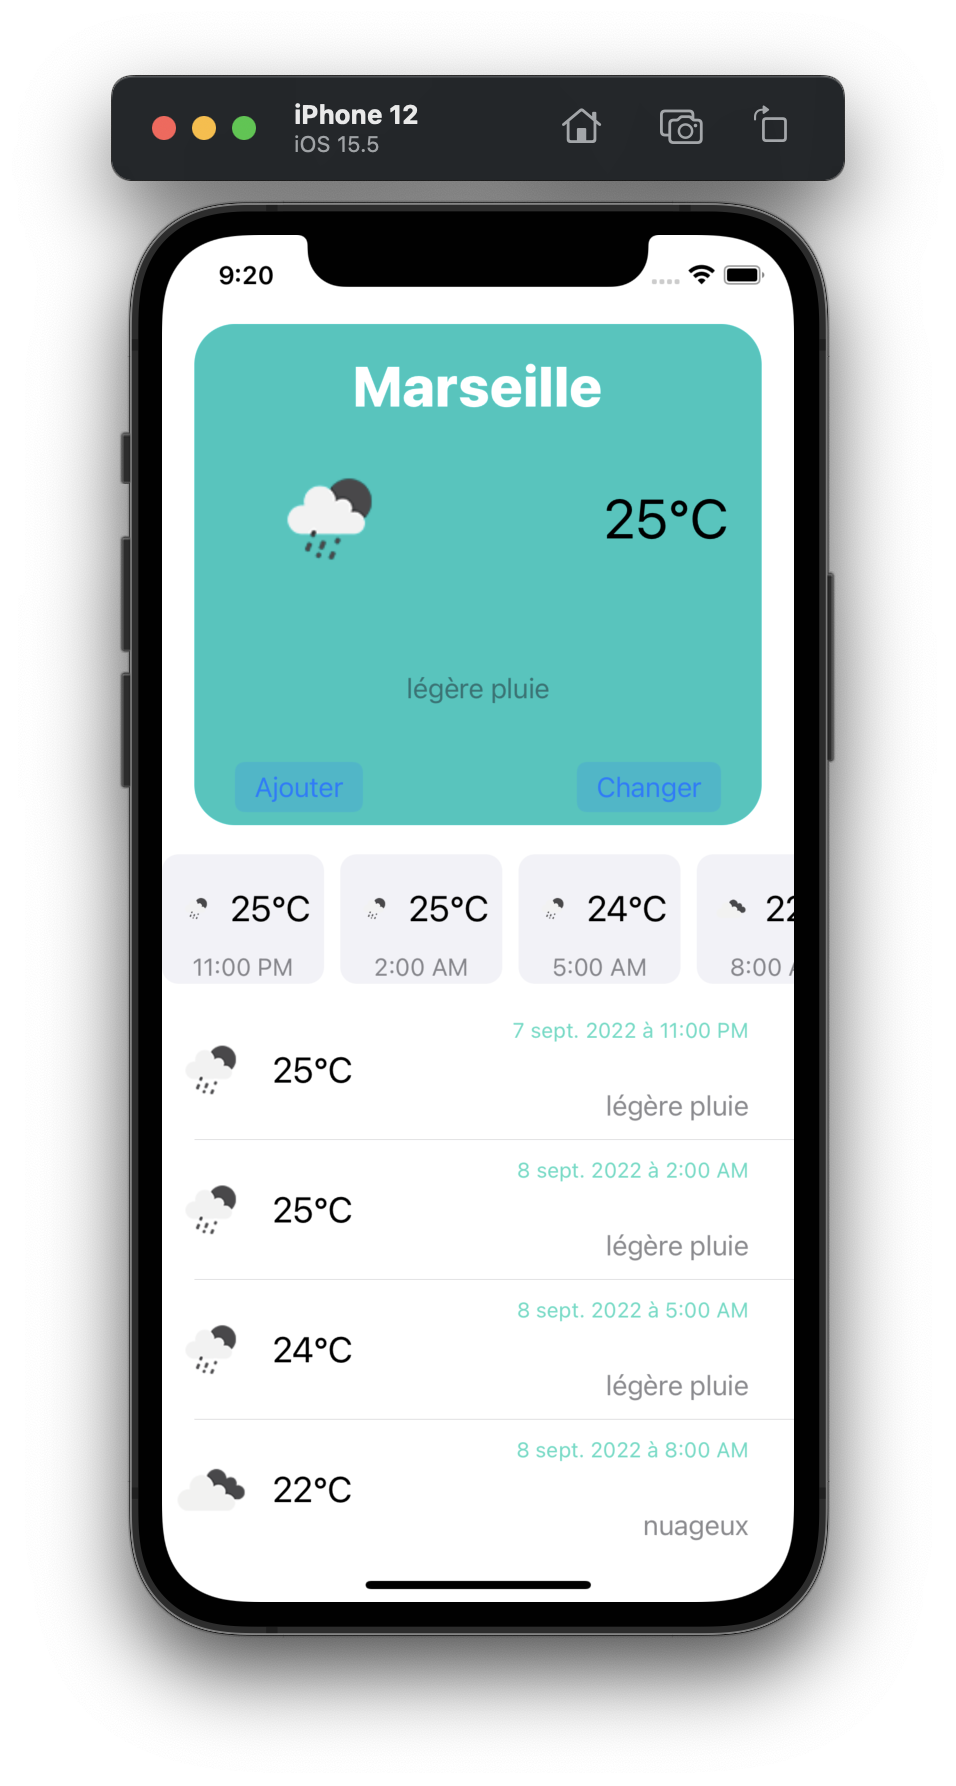 iPhone 12
iOS 15.5
9:20
Marseille
25°C
légère pluie
Ajouter Changer
25°C 25°C 24°C 22
11:00 PM 2:00 AM 5:00 AM 8:00 A
7 sept. 2022 à 11:00 PM
25°C
légère pluie
8 sept. 2022 à 2:00 AM
25°C
légère pluie
8 sept. 2022 à 5:00 AM
24°C
légère pluie
8 sept. 2022 à 8:00 AM
22°C
nuageux